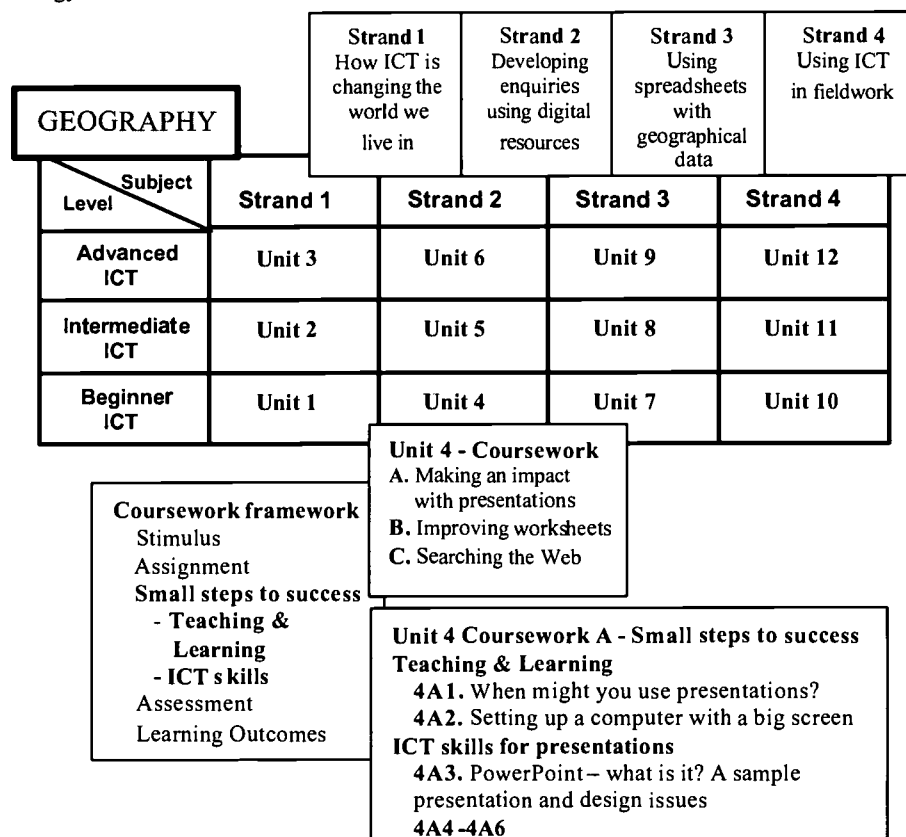 Strand 1
How ICT is
changing the
world we
live in
Strand 2
Developing
enquiries
using digital
resources
Strand 3
Using
spreadsheets
with
geographical
data
Strand 4
Using ICT
in fieldwork
GEOGRAPHY
Subject
Level
Strand 1
Strand 2
Strand 3
Strand 4
Advanced
ICT
Unit 3
Unit 6
Unit 9
Unit 12
Intermediate
ICT
Unit 2
Unit 5
Unit 8
Unit 11
Beginner
ICT
Unit 1
Unit 4
Unit 7
Unit 10
Unit 4 - Coursework
A. Making an impact
with presentations
B. Improving worksheets
C. Searching the Web
Coursework framework
Stimulus
Assignment
Small steps to success
- Teaching &
Learning
- ICT skills
Assessment
Learning Outcomes
Unit 4 Coursework A - Small steps to success
Teaching & Learning
4A1. When might you use presentations?
4A2. Setting up a computer with a big screen
ICT skills for presentations
4A3. PowerPoint – what is it? A sample
presentation and design issues
4A4 -4A6